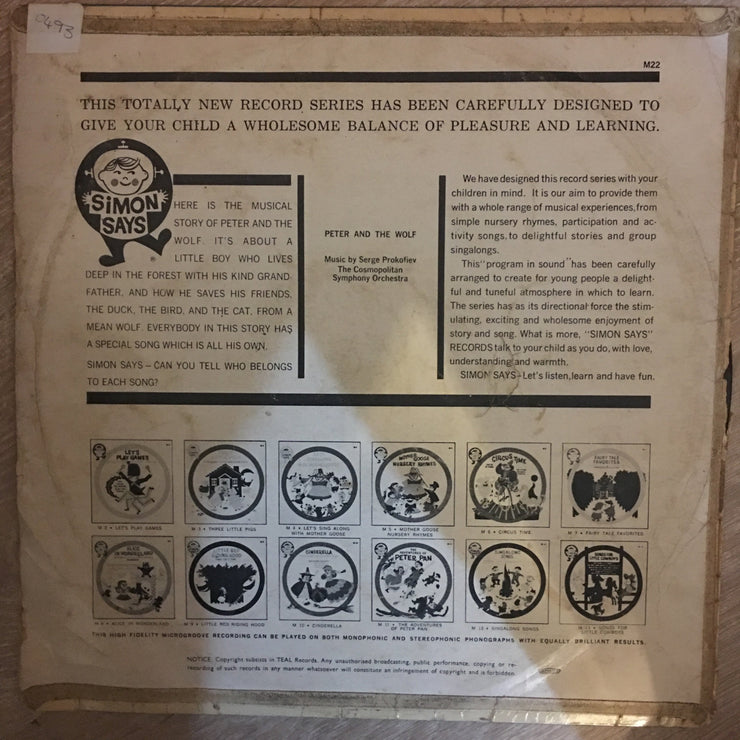 0493
M22
THIS TOTALLY NEW RECORD SERIES HAS BEEN CAREFULLY DESIGNED TO
GIVE YOUR CHILD A WHOLESOME BALANCE OF PLEASURE AND LEARNING.
SiMON
SAYS
®
HERE IS THE MUSICAL
STORY OF PETER AND THE
WOLF. IT'S ABOUT A
LITTLE BOY WHO LIVES
DEEP IN THE FOREST WITH HIS KIND GRAND-
FATHER, AND HOW HE SAVES HIS FRIENDS,
THE DUCK, THE BIRD, AND THE CAT, FROM A
MEAN WOLF. EVERYBODY IN THIS STORY HAS
A SPECIAL SONG WHICH IS ALL HIS OWN.
SIMON SAYS – CAN YOU TELL WHO BELONGS
TO EACH SONG?
PETER AND THE WOLF
Music by Serge Prokofiev
The Cosmopolitan
Symphony Orchestra
We have designed this record series with your
children in mind. It is our aim to provide them
with a whole range of musical experiences, from
simple nursery rhymes, participation and ac-
tivity songs, to delightful stories and group
singalongs.
This "program in sound" has been carefully
arranged to create for young people a delight-
ful and tuneful atmosphere in which to learn.
The series has as its directional force the stim-
ulating, exciting and wholesome enjoyment of
story and song. What is more, "SIMON SAYS"
RECORDS talk to your child as you do, with love,
understanding and warmth.
SIMON SAYS – Let's listen, learn and have fun.
LET'S
PLAY GAMES
MOTHER GOOSE
NURSERY RHYMES
CIRCUS TIME
FAIRY TALE
FAVORITES
M 2 • LET'S PLAY GAMES
M 3 • THREE LITTLE PIGS
M 4 • LET'S SING ALONG
WITH MOTHER GOOSE
M 5 • MOTHER GOOSE
NURSERY RHYMES
M 6 • CIRCUS TIME
M 7 • FAIRY TALE FAVORITES
ALICE IN WONDERLAND
LITTLE RED
RIDING HOOD
CINDERELLA
THE ADVENTURES OF
PETER PAN
SINGALONG
SONGS
SONGS FOR
LITTLE COWBOYS
M 8 • ALICE IN WONDERLAND
M 9 • LITTLE RED RIDING HOOD
M 10 • CINDERELLA
M 11 • THE ADVENTURES
OF PETER PAN
M 12 • SINGALONG SONGS
SONGS FOR
LITTLE COWBOYS
THIS HIGH FIDELITY MICROGROOVE RECORDING CAN BE PLAYED ON BOTH MONOPHONIC AND STEREOPHONIC PHONOGRAPHS WITH EQUALLY BRILLIANT RESULTS.
NOTICE. Copyright subsists in TEAL Records. Any unauthorised broadcasting, public performance, copying or re-
recording of such records in any manner whatsoever will constitute an infringement of copyright and is forbidden.